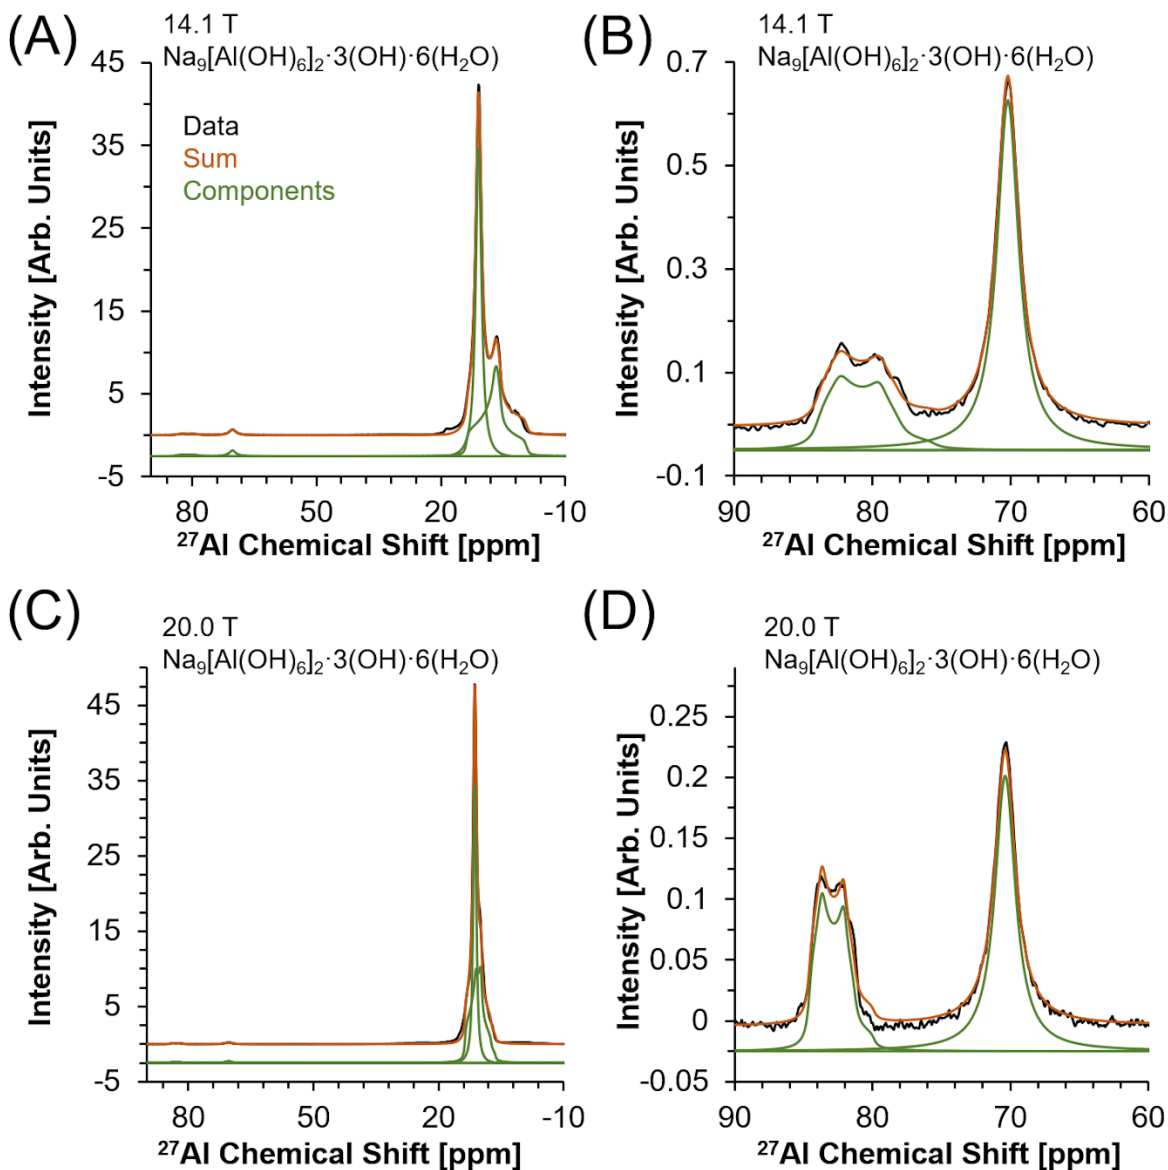 (A)
14.1 T
Na₉[Al(OH)₆]₂·3(OH)·6(H₂O)
Intensity [Arb. Units]
45
35
25
15
5
-5
Data
Sum
Components
80
50
20
-10
²⁷Al Chemical Shift [ppm]
(B)
14.1 T
Na₉[Al(OH)₆]₂·3(OH)·6(H₂O)
Intensity [Arb. Units]
0.7
0.5
0.3
0.1
-0.1
90
80
70
60
²⁷Al Chemical Shift [ppm]
(C)
20.0 T
Na₉[Al(OH)₆]₂·3(OH)·6(H₂O)
Intensity [Arb. Units]
45
35
25
15
5
-5
80
50
20
-10
²⁷Al Chemical Shift [ppm]
(D)
20.0 T
Na₉[Al(OH)₆]₂·3(OH)·6(H₂O)
Intensity [Arb. Units]
0.25
0.2
0.15
0.1
0.05
0
-0.05
90
80
70
60
²⁷Al Chemical Shift [ppm]